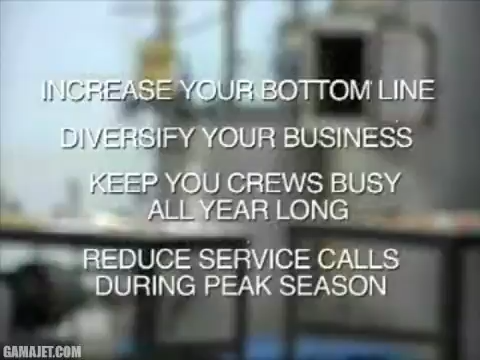 INCREASE YOUR BOTTOM LINE
DIVERSIFY YOUR BUSINESS
KEEP YOU CREWS BUSY
ALL YEAR LONG
REDUCE SERVICE CALLS
DURING PEAK SEASON
GAMAJET.COM